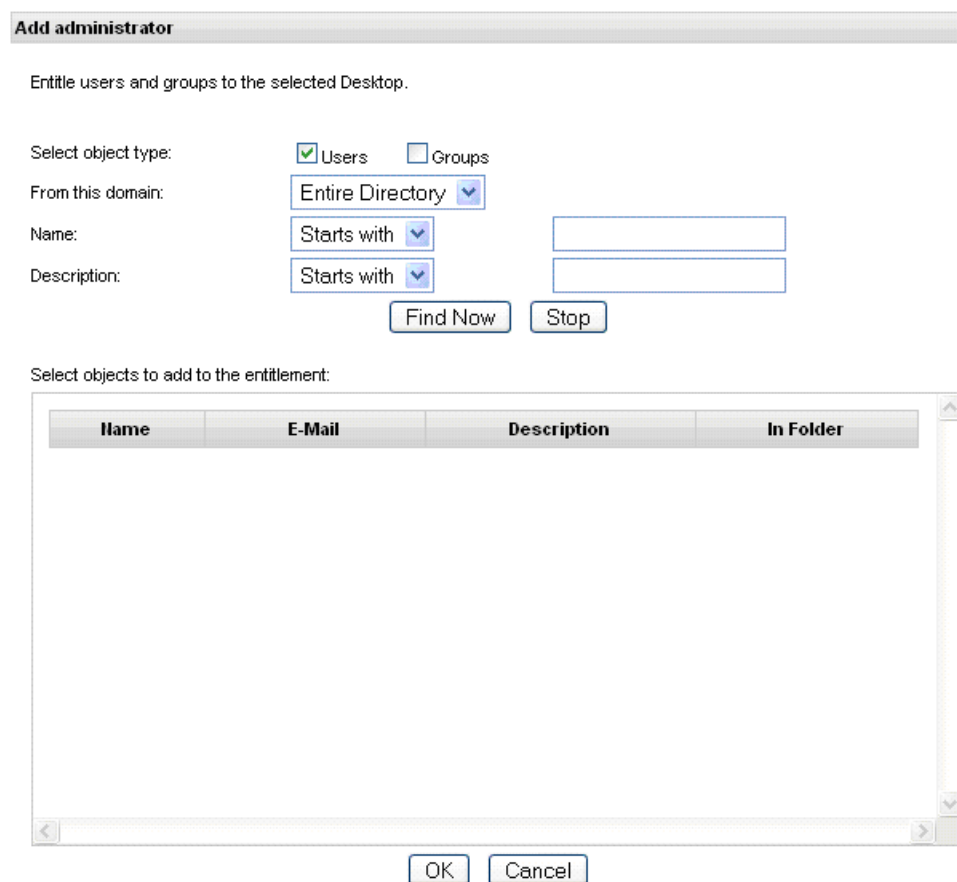 Add administrator
Entitle users and groups to the selected Desktop.
Select object type: Users Groups
From this domain: Entire Directory
Name: Starts with
Description: Starts with
Find Now Stop
Select objects to add to the entitlement:
Name E-Mail Description In Folder
OK Cancel